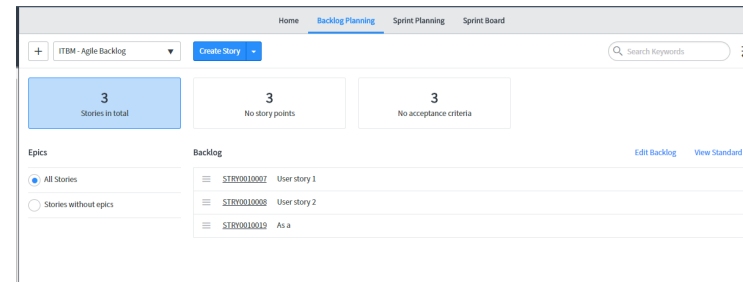 Home Backlog Planning Sprint Planning Sprint Board
+ ITBM - Agile Backlog Create Story Search Keywords
3 3 3
Stories in total No story points No acceptance criteria
Epics Backlog Edit Backlog View Standard
All Stories STRY0010007 User story 1
Stories without epics STRY0010008 User story 2
STRY0010019 As a